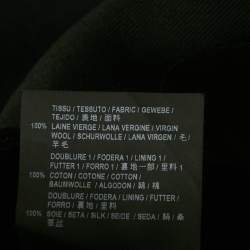 TISSU / TESSUTO / FABRIC / GEWEBE /
TEJIDO / 裏地 / 面料
100% LAINE VIERGE / LANA VERGINE / VIRGIN
WOOL / SCHURWOLLE / LANA VIRGEN / 毛 /
羊毛
DOUBLURE 1 / FODERA 1 / LINING 1 /
FUTTER 1 / FORRO 1 / 裏地一部 / 里料 1
100% COTON / COTONE / COTTON /
BAUMWOLLE / ALGODON / 綿 / 棉
DOUBLURE / FODERA / LINING / FUTTER
/ FORRO / 裏地 / 里料
100% SOIE / SETA / SILK / SEIDE / SEDA / 絹 / 桑
蚕丝